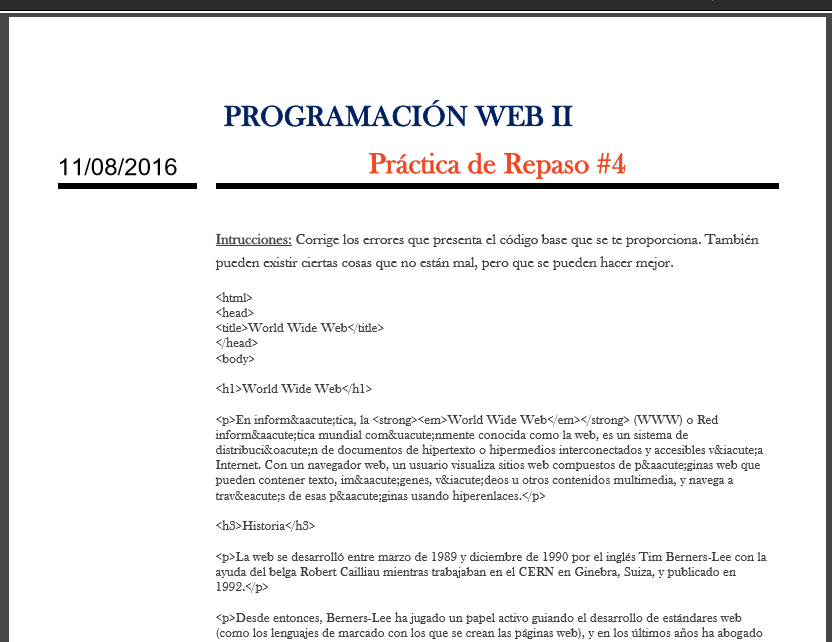 PROGRAMACIÓN WEB II
11/08/2016
Práctica de Repaso #4
Intrucciones: Corrige los errores que presenta el código base que se te proporciona. También
pueden existir ciertas cosas que no están mal, pero que se pueden hacer mejor.
<html>
<head>
<title>World Wide Web</title>
</head>
<body>
<h1>World Wide Web</h1>
<p>En inform&aacute;tica, la <strong><em>World Wide Web</em></strong> (WWW) o Red
inform&aacute;tica mundial com&uacute;nmente conocida como la web, es un sistema de
distribuci&oacute;n de documentos de hipertexto o hipermedios interconectados y accesibles v&iacute;a
Internet. Con un navegador web, un usuario visualiza sitios web compuestos de p&aacute;ginas web que
pueden contener texto, im&aacute;genes, v&iacute;deos u otros contenidos multimedia, y navega a
trav&eacute;s de esas p&aacute;ginas usando hiperenlaces.</p>
<h3>Historia</h3>
<p>La web se desarrolló entre marzo de 1989 y diciembre de 1990 por el inglés Tim Berners-Lee con la
ayuda del belga Robert Cailliau mientras trabajaban en el CERN en Ginebra, Suiza, y publicado en
1992.</p>
<p>Desde entonces, Berners-Lee ha jugado un papel activo guiando el desarrollo de estándares web
(como los lenguajes de marcado con los que se crean las páginas web), y en los últimos años ha abogado